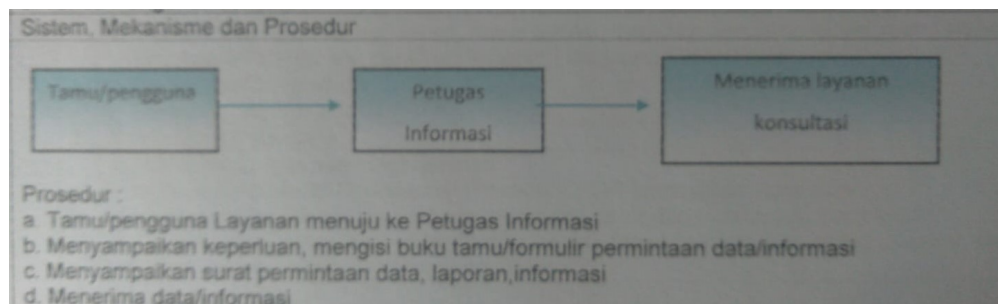 Sistem, Mekanisme dan Prosedur
Tamu/pengguna
Petugas
Informasi
Menerima layanan
konsultasi
Prosedur :
a. Tamu/pengguna Layanan menuju ke Petugas Informasi
b. Menyampaikan keperluan, mengisi buku tamu/formulir permintaan data/informasi
c. Menyampaikan surat permintaan data, laporan,informasi
d. Menerima data/informasi